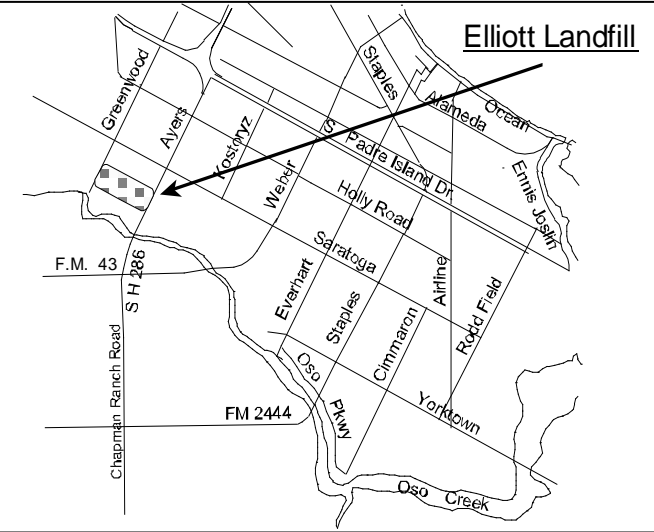 Elliott Landfill
Staples
Greenwood
Alameda
Ocean
Ayers
Kostoryz
S Padre Island Dr.
Ennis Joslin
Weber
Holly Road
Saratoga
F.M. 43
S H 286
Everhart
Airline
Staples
Rodd Field
Cimmaron
Chapman Ranch Road
Oso Pkwy
FM 2444
Yorktown
Oso Creek